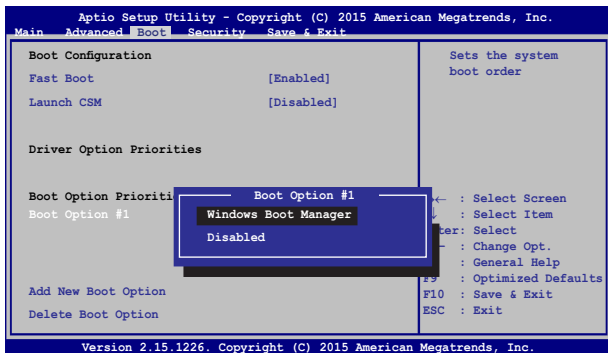 Aptio Setup Utility - Copyright (C) 2015 American Megatrends, Inc.
Main Advanced Boot Security Save & Exit
Boot Configuration
Fast Boot [Enabled]
Launch CSM [Disabled]
Driver Option Priorities
Boot Option Prioriti
Boot Option #1
Add New Boot Option
Delete Boot Option
Boot Option #1
Windows Boot Manager
Disabled
Sets the system
boot order
← : Select Screen
: Select Item
ter: Select
- : Change Opt.
: General Help
F9 : Optimized Defaults
F10 : Save & Exit
ESC : Exit
Version 2.15.1226. Copyright (C) 2015 American Megatrends, Inc.